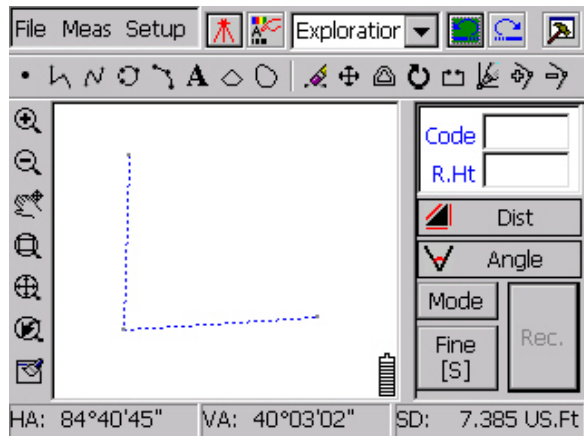 File Meas Setup Exploration
A
Code
R.Ht
Dist
Angle
Mode
Fine
[S]
Rec.
HA: 84°40'45" VA: 40°03'02" SD: 7.385 US.Ft